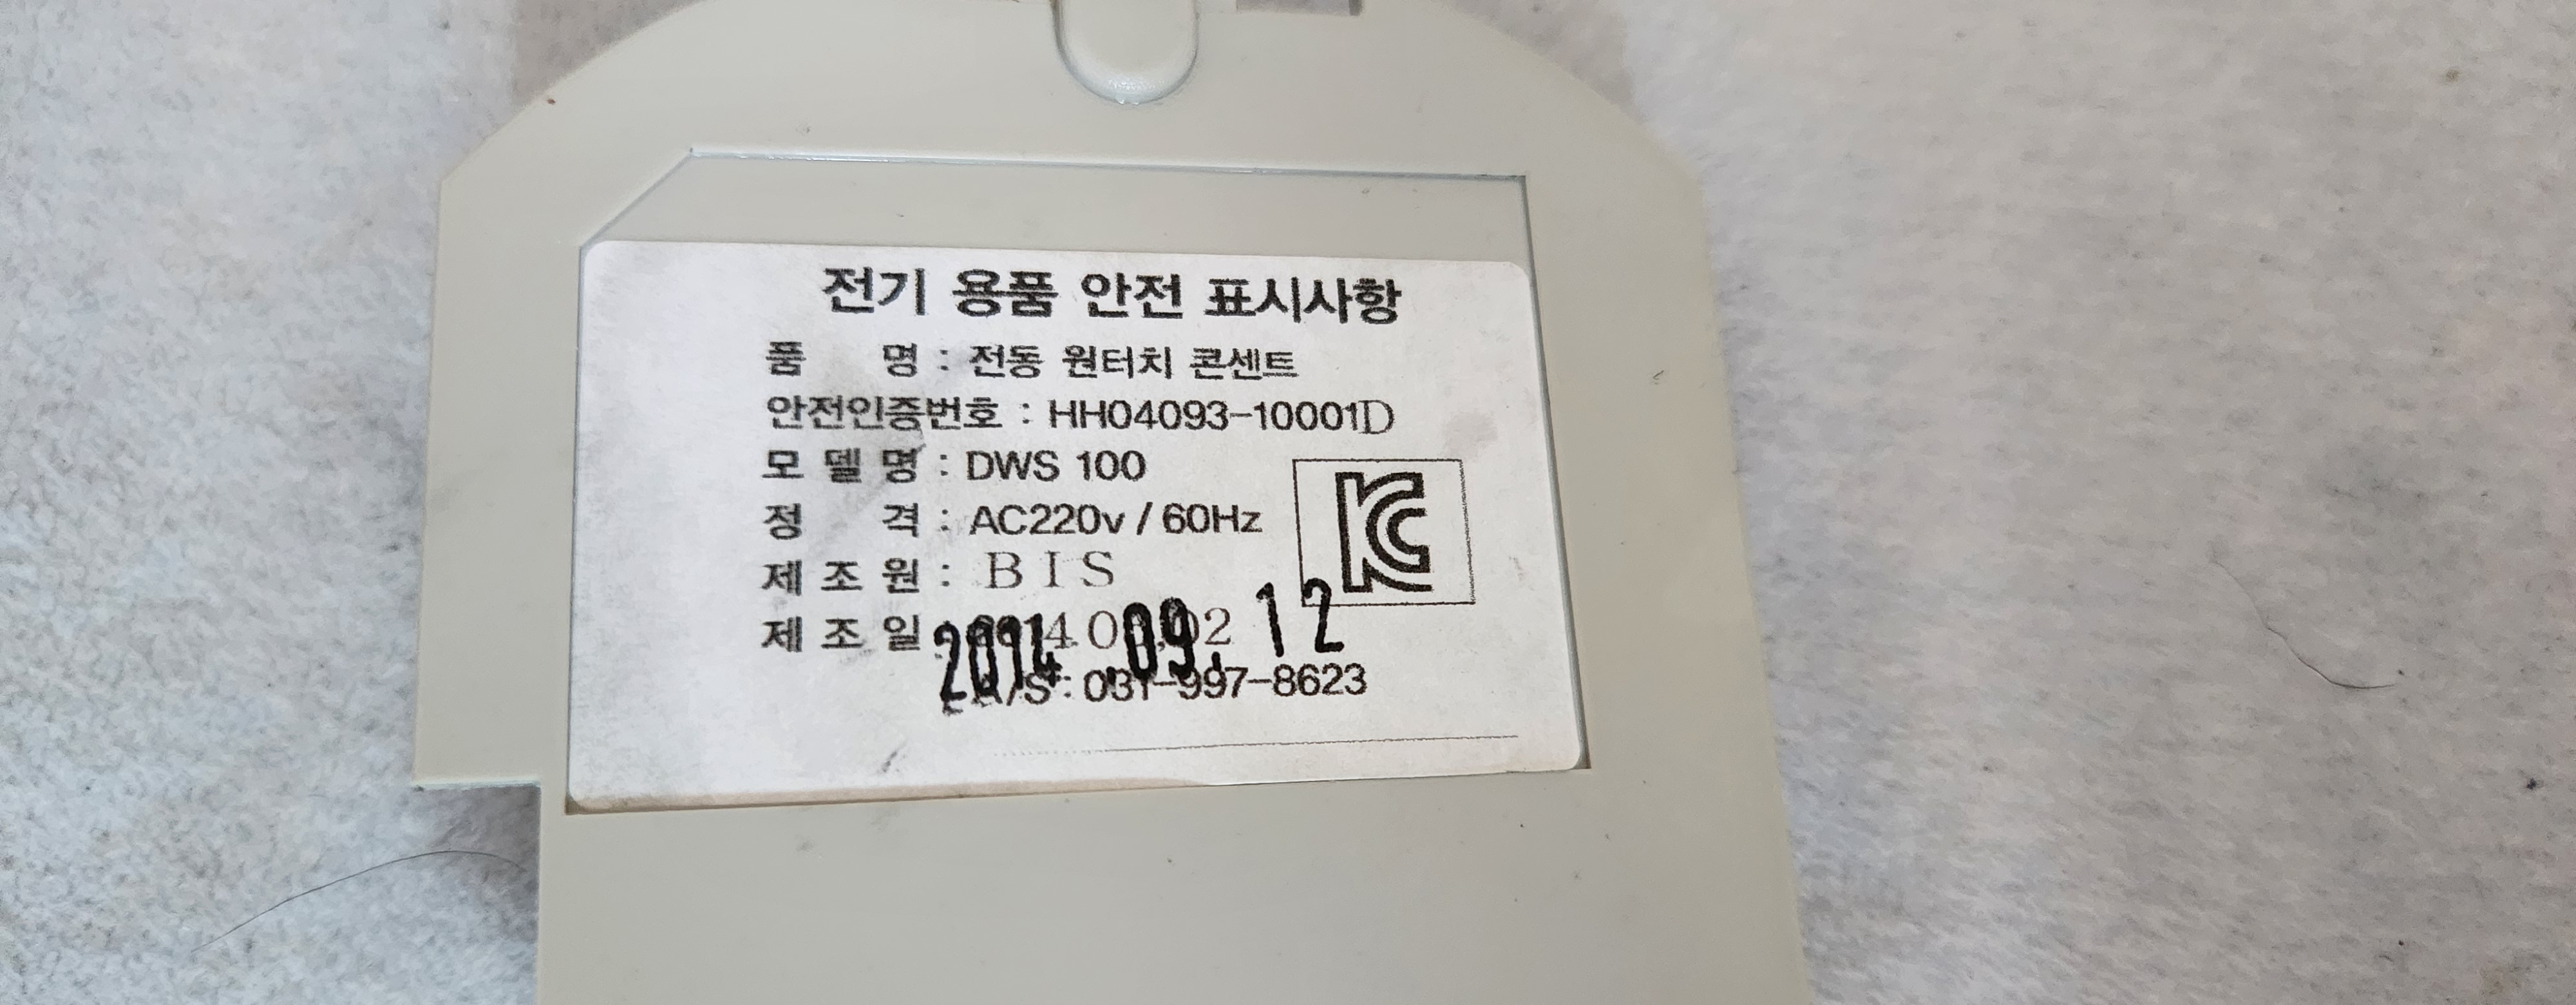 전기 용품 안전 표시사항
품 명 : 전동 원터치 콘센트
안전인증번호 : HH04093-10001D
모 델 명 : DWS 100
정 격 : AC220v / 60Hz
제 조 원 : BIS
제 조 일 : 2014.09.12
A/S : 031-997-8623
KC